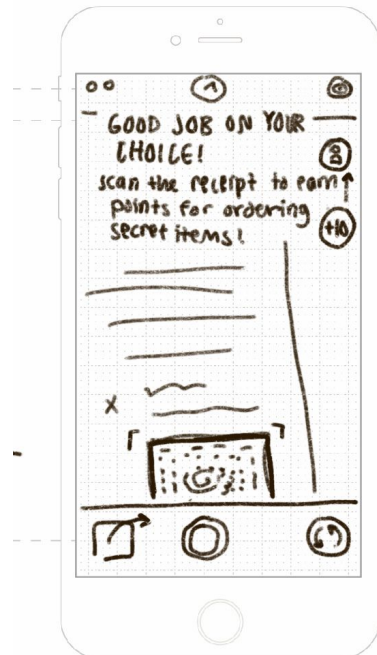 GOOD JOB ON YOUR
CHOICE!
scan the receipt to earn
points for ordering
secret items!
+10
X